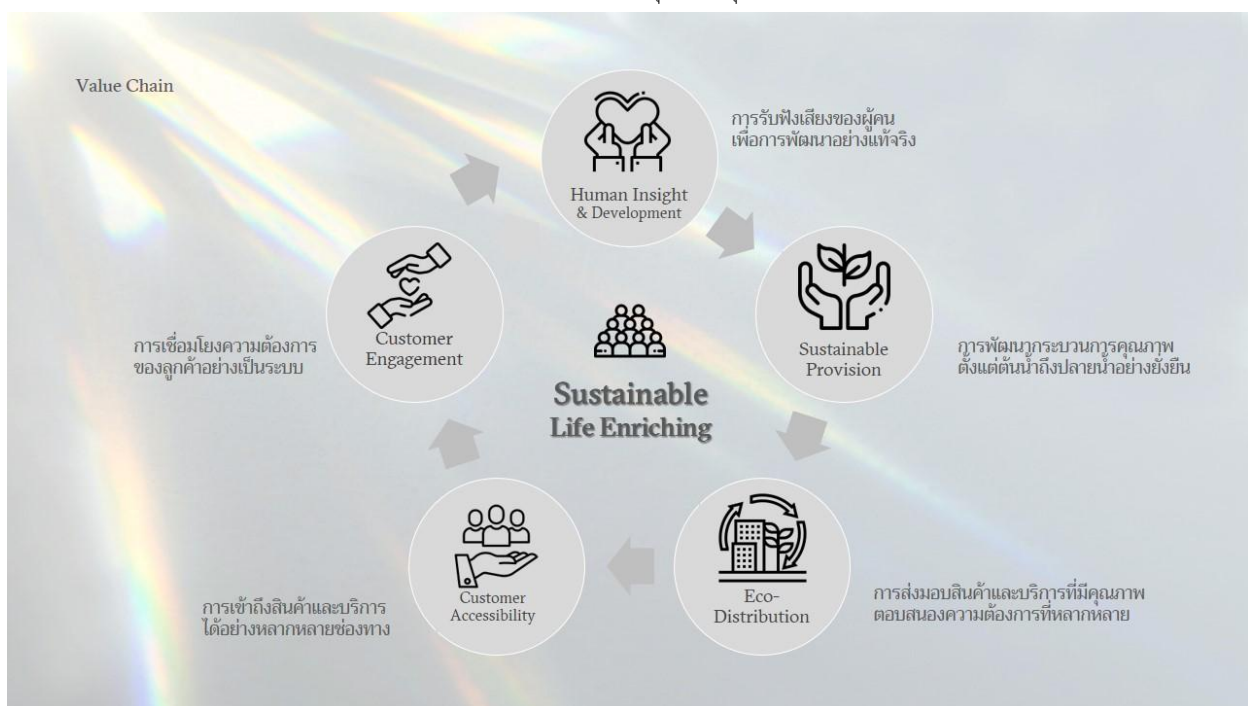 Value Chain
Human Insight
& Development
การรับฟังเสียงของผู้คน
เพื่อการพัฒนาอย่างแท้จริง
Sustainable
Provision
การพัฒนากระบวนการคุณภาพ
ตั้งแต่ต้นน้ำถึงปลายน้ำอย่างยั่งยืน
Eco-
Distribution
การส่งมอบสินค้าและบริการที่มีคุณภาพ
ตอบสนองความต้องการที่หลากหลาย
Customer
Accessibility
การเข้าถึงสินค้าและบริการ
ได้อย่างหลากหลายช่องทาง
Customer
Engagement
การเชื่อมโยงความต้องการ
ของลูกค้าอย่างเป็นระบบ
Sustainable
Life Enriching